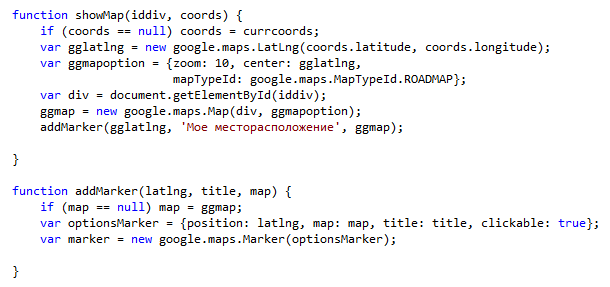 function showMap(iddiv, coords) {
if (coords == null) coords = currcoords;
var gglatlng = new google.maps.LatLng(coords.latitude, coords.longitude);
var ggmapoption = {zoom: 10, center: gglatlng,
mapTypeId: google.maps.MapTypeId.ROADMAP};
var div = document.getElementById(iddiv);
ggmap = new google.maps.Map(div, ggmapoption);
addMarker(gglatlng, 'Мое месторасположение', ggmap);
}
function addMarker(latlng, title, map) {
if (map == null) map = ggmap;
var optionsMarker = {position: latlng, map: map, title: title, clickable: true};
var marker = new google.maps.Marker(optionsMarker);
}